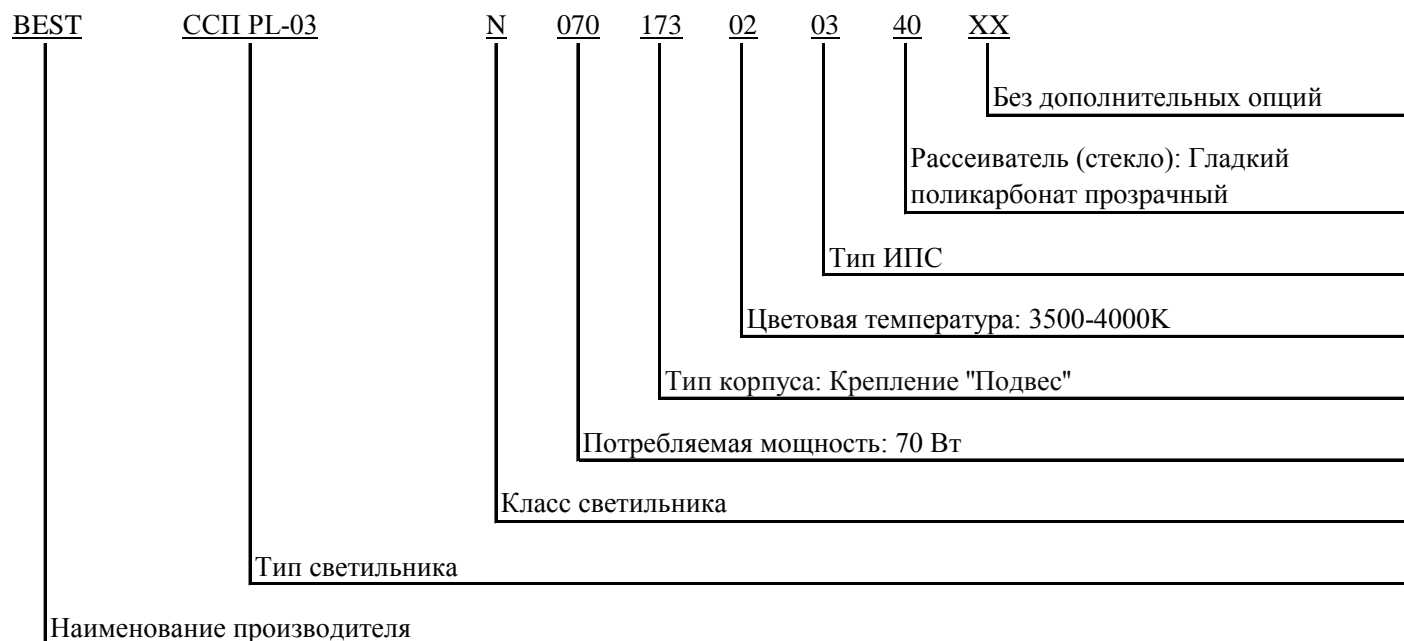 BEST ССП PL-03 N 070 173 02 03 40 XX
Без дополнительных опций
Рассеиватель (стекло): Гладкий
поликарбонат прозрачный
Тип ИПС
Цветовая температура: 3500-4000К
Тип корпуса: Крепление "Подвес"
Потребляемая мощность: 70 Вт
Класс светильника
Тип светильника
Наименование производителя